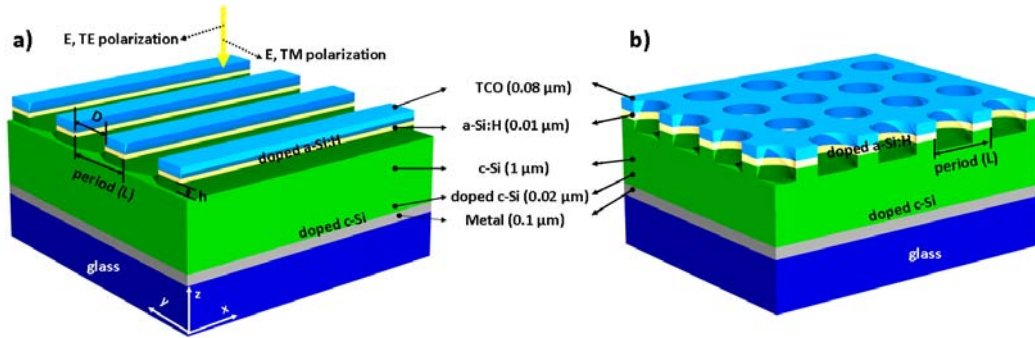 a)
E, TE polarization
E, TM polarization
D
period (L)
h
doped a-Si:H
doped c-Si
glass
z
y
x
TCO (0.08 µm)
a-Si:H (0.01 µm)
c-Si (1 µm)
doped c-Si (0.02 µm)
Metal (0.1 µm)
b)
doped a-Si:H
period (L)
doped c-Si
glass